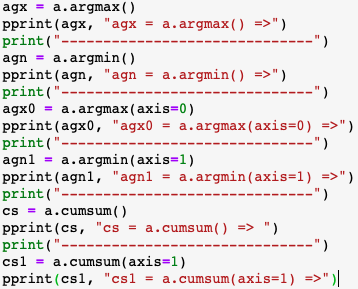 agx = a.argmax()
pprint(agx, "agx = a.argmax() =>")
print("------------------------------")
agn = a.argmin()
pprint(agn, "agn = a.argmin() =>")
print("------------------------------")
agx0 = a.argmax(axis=0)
pprint(agx0, "agx0 = a.argmax(axis=0) =>")
print("------------------------------")
agn1 = a.argmin(axis=1)
pprint(agn1, "agn1 = a.argmin(axis=1) =>")
print("------------------------------")
cs = a.cumsum()
pprint(cs, "cs = a.cumsum() => ")
print("------------------------------")
cs1 = a.cumsum(axis=1)
pprint(cs1, "cs1 = a.cumsum(axis=1) =>")